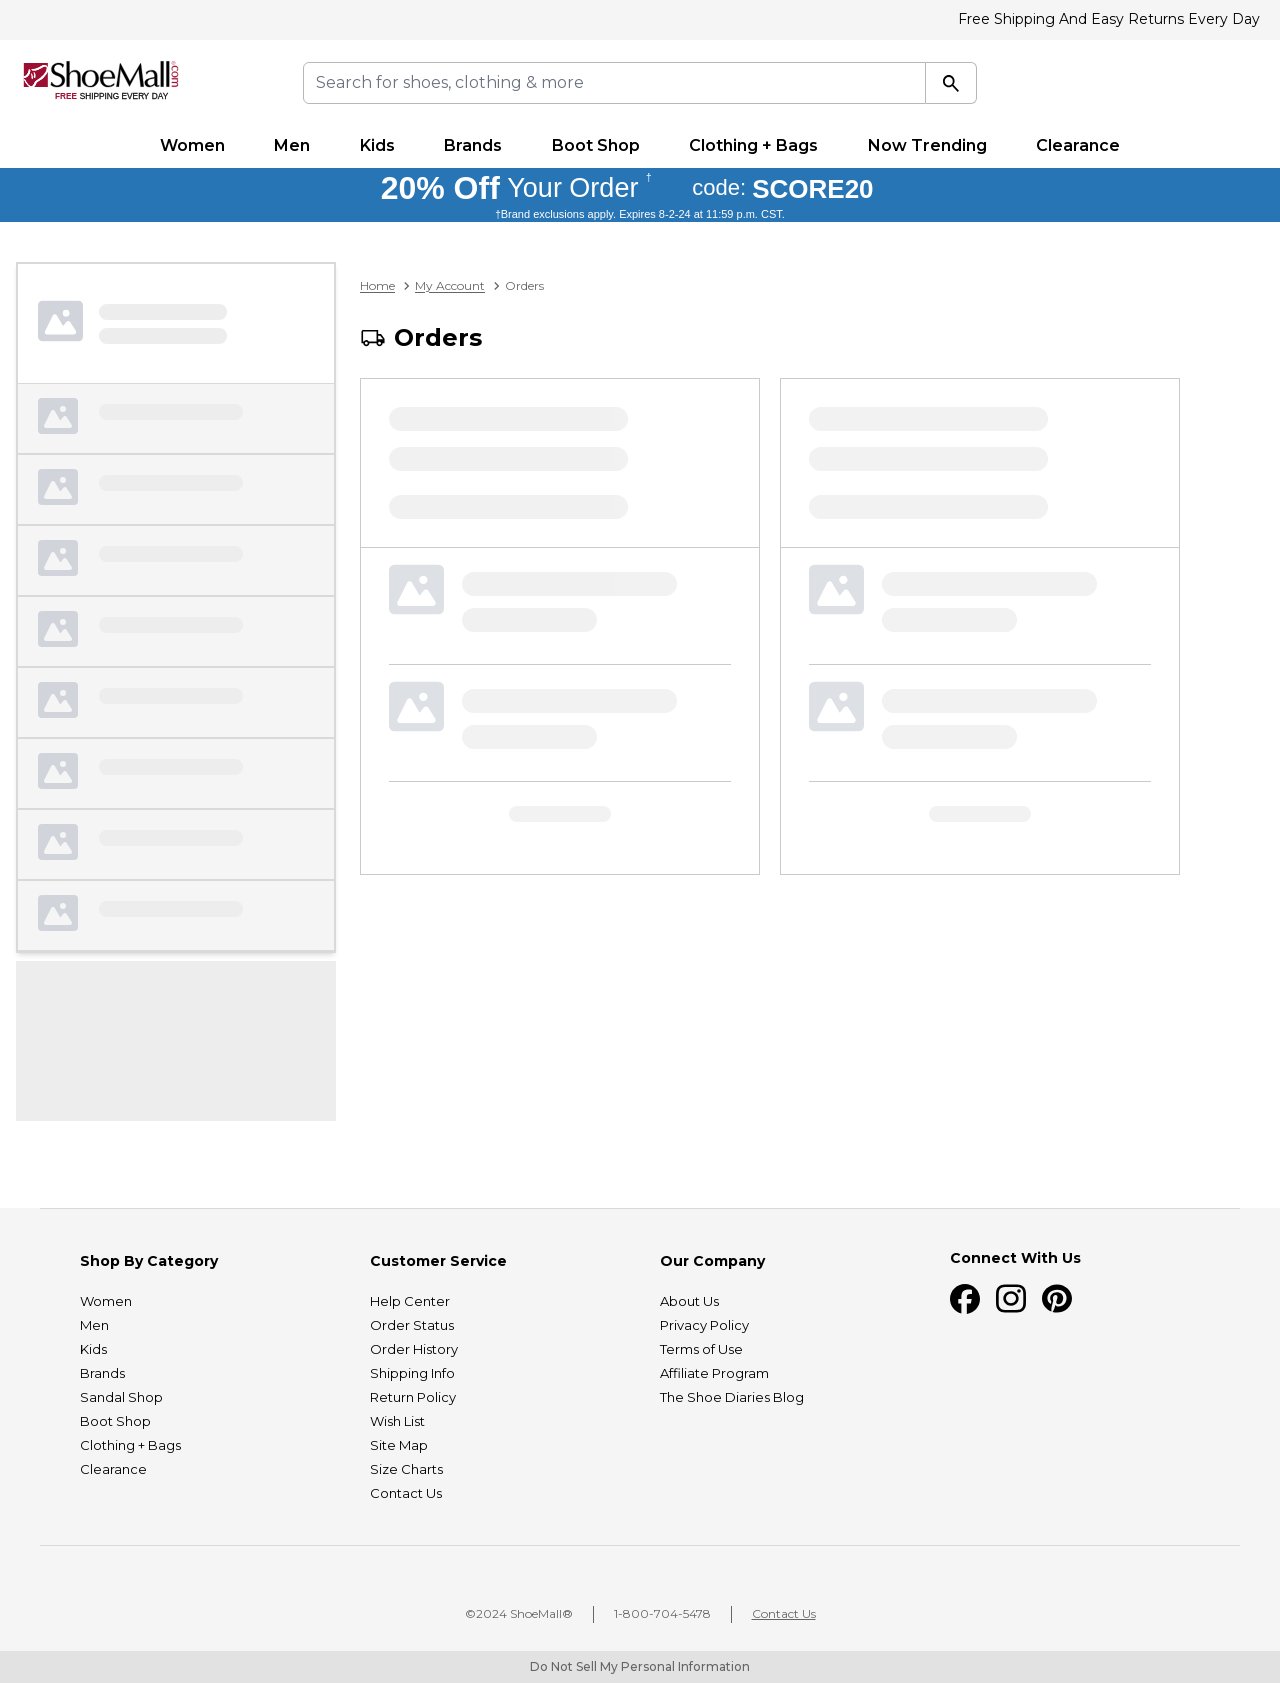 Free Shipping And Easy Returns Every Day
ShoeMall.com
FREE SHIPPING EVERY DAY
Search for shoes, clothing & more
Women Men Kids Brands Boot Shop Clothing + Bags Now Trending Clearance
20% Off Your Order † code: SCORE20
†Brand exclusions apply. Expires 8-2-24 at 11:59 p.m. CST.
Home > My Account > Orders
Orders
Shop By Category
Women
Men
Kids
Brands
Sandal Shop
Boot Shop
Clothing + Bags
Clearance
Customer Service
Help Center
Order Status
Order History
Shipping Info
Return Policy
Wish List
Site Map
Size Charts
Contact Us
Our Company
About Us
Privacy Policy
Terms of Use
Affiliate Program
The Shoe Diaries Blog
Connect With Us
©2024 ShoeMall® 1-800-704-5478 Contact Us
Do Not Sell My Personal Information